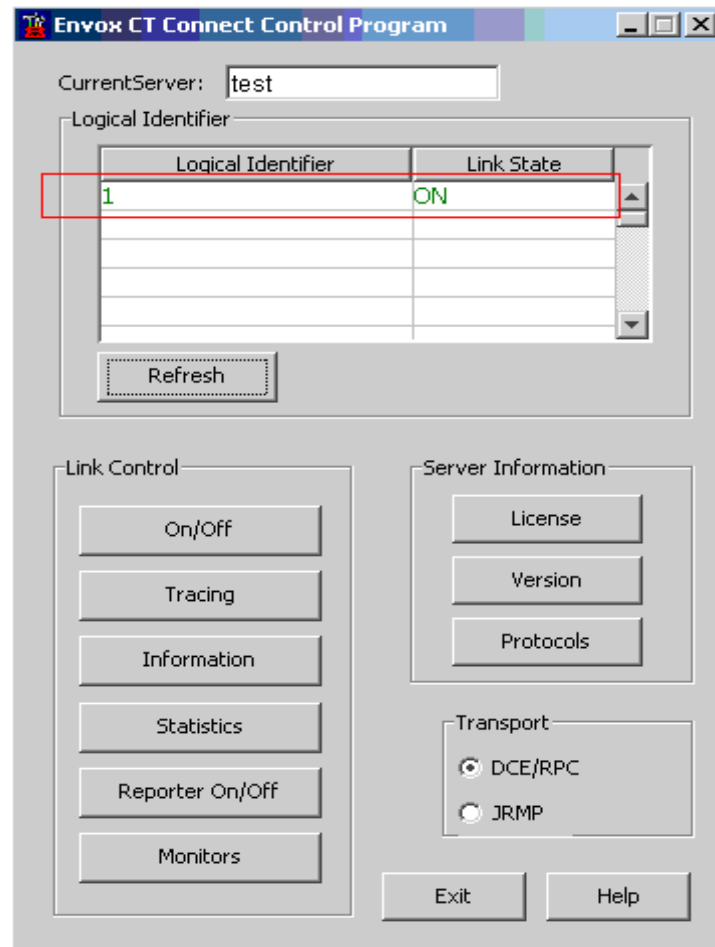 Envox CT Connect Control Program
CurrentServer: test
Logical Identifier
Logical Identifier Link State
1 ON
Refresh
Link Control
On/Off
Tracing
Information
Statistics
Reporter On/Off
Monitors
Server Information
License
Version
Protocols
Transport
DCE/RPC
JRMP
Exit Help